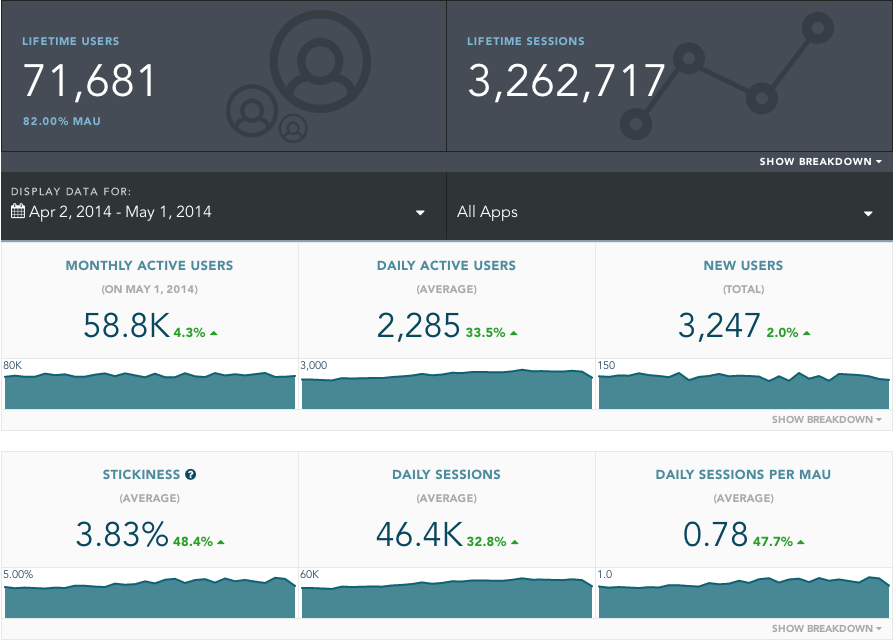 LIFETIME USERS
71,681
82.00% MAU
LIFETIME SESSIONS
3,262,717
SHOW BREAKDOWN
DISPLAY DATA FOR:
Apr 2, 2014 - May 1, 2014
All Apps
MONTHLY ACTIVE USERS
(ON MAY 1, 2014)
58.8K 4.3%
80K
DAILY ACTIVE USERS
(AVERAGE)
2,285 33.5%
3,000
NEW USERS
(TOTAL)
3,247 2.0%
150
SHOW BREAKDOWN
STICKINESS ?
(AVERAGE)
3.83% 48.4%
5.00%
DAILY SESSIONS
(AVERAGE)
46.4K 32.8%
60K
DAILY SESSIONS PER MAU
(AVERAGE)
0.78 47.7%
1.0
SHOW BREAKDOWN